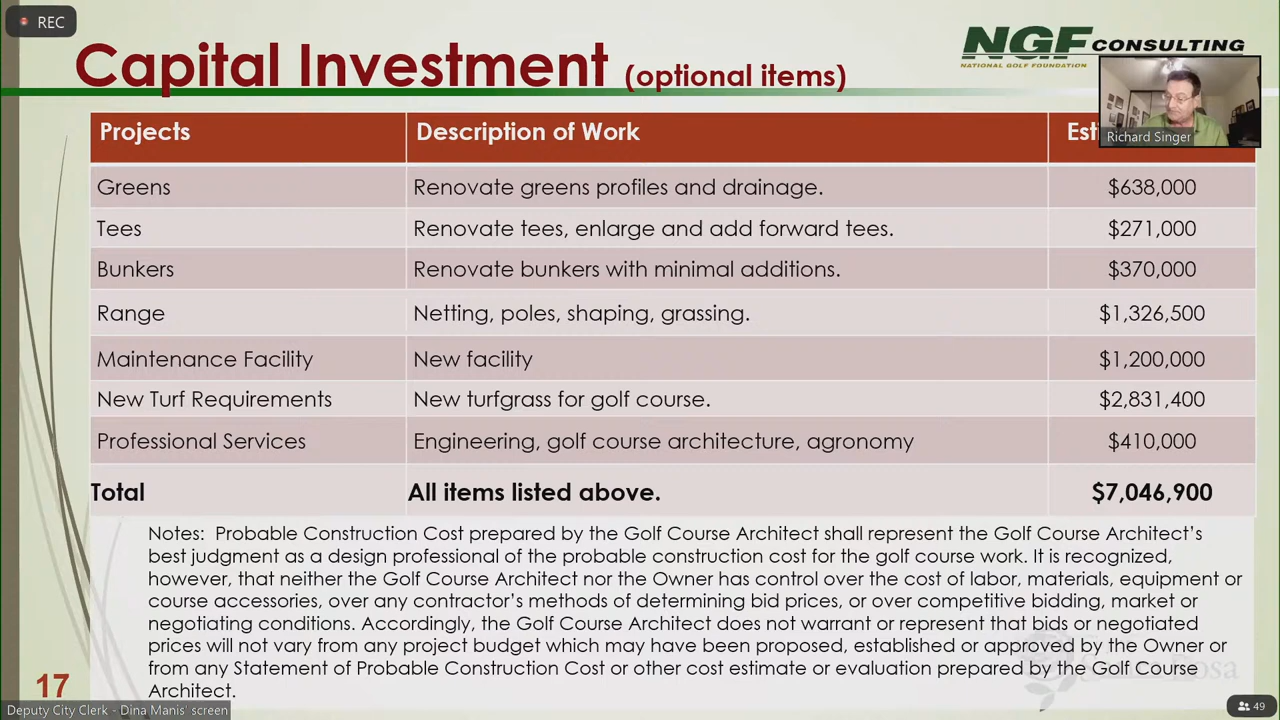 REC
Capital Investment (optional items)
NGF CONSULTING
NATIONAL GOLF FOUNDATION
Richard Singer
Projects Description of Work
Greens Renovate greens profiles and drainage. $638,000
Tees Renovate tees, enlarge and add forward tees. $271,000
Bunkers Renovate bunkers with minimal additions. $370,000
Range Netting, poles, shaping, grassing. $1,326,500
Maintenance Facility New facility $1,200,000
New Turf Requirements New turfgrass for golf course. $2,831,400
Professional Services Engineering, golf course architecture, agronomy $410,000
Total All items listed above. $7,046,900
Notes: Probable Construction Cost prepared by the Golf Course Architect shall represent the Golf Course Architect's
best judgment as a design professional of the probable construction cost for the golf course work. It is recognized,
however, that neither the Golf Course Architect nor the Owner has control over the cost of labor, materials, equipment or
course accessories, over any contractor's methods of determining bid prices, or over competitive bidding, market or
negotiating conditions. Accordingly, the Golf Course Architect does not warrant or represent that bids or negotiated
prices will not vary from any project budget which may have been proposed, established or approved by the Owner or
from any Statement of Probable Construction Cost or other cost estimate or evaluation prepared by the Golf Course
Architect.
17
Deputy City Clerk - Dina Manis' screen
49